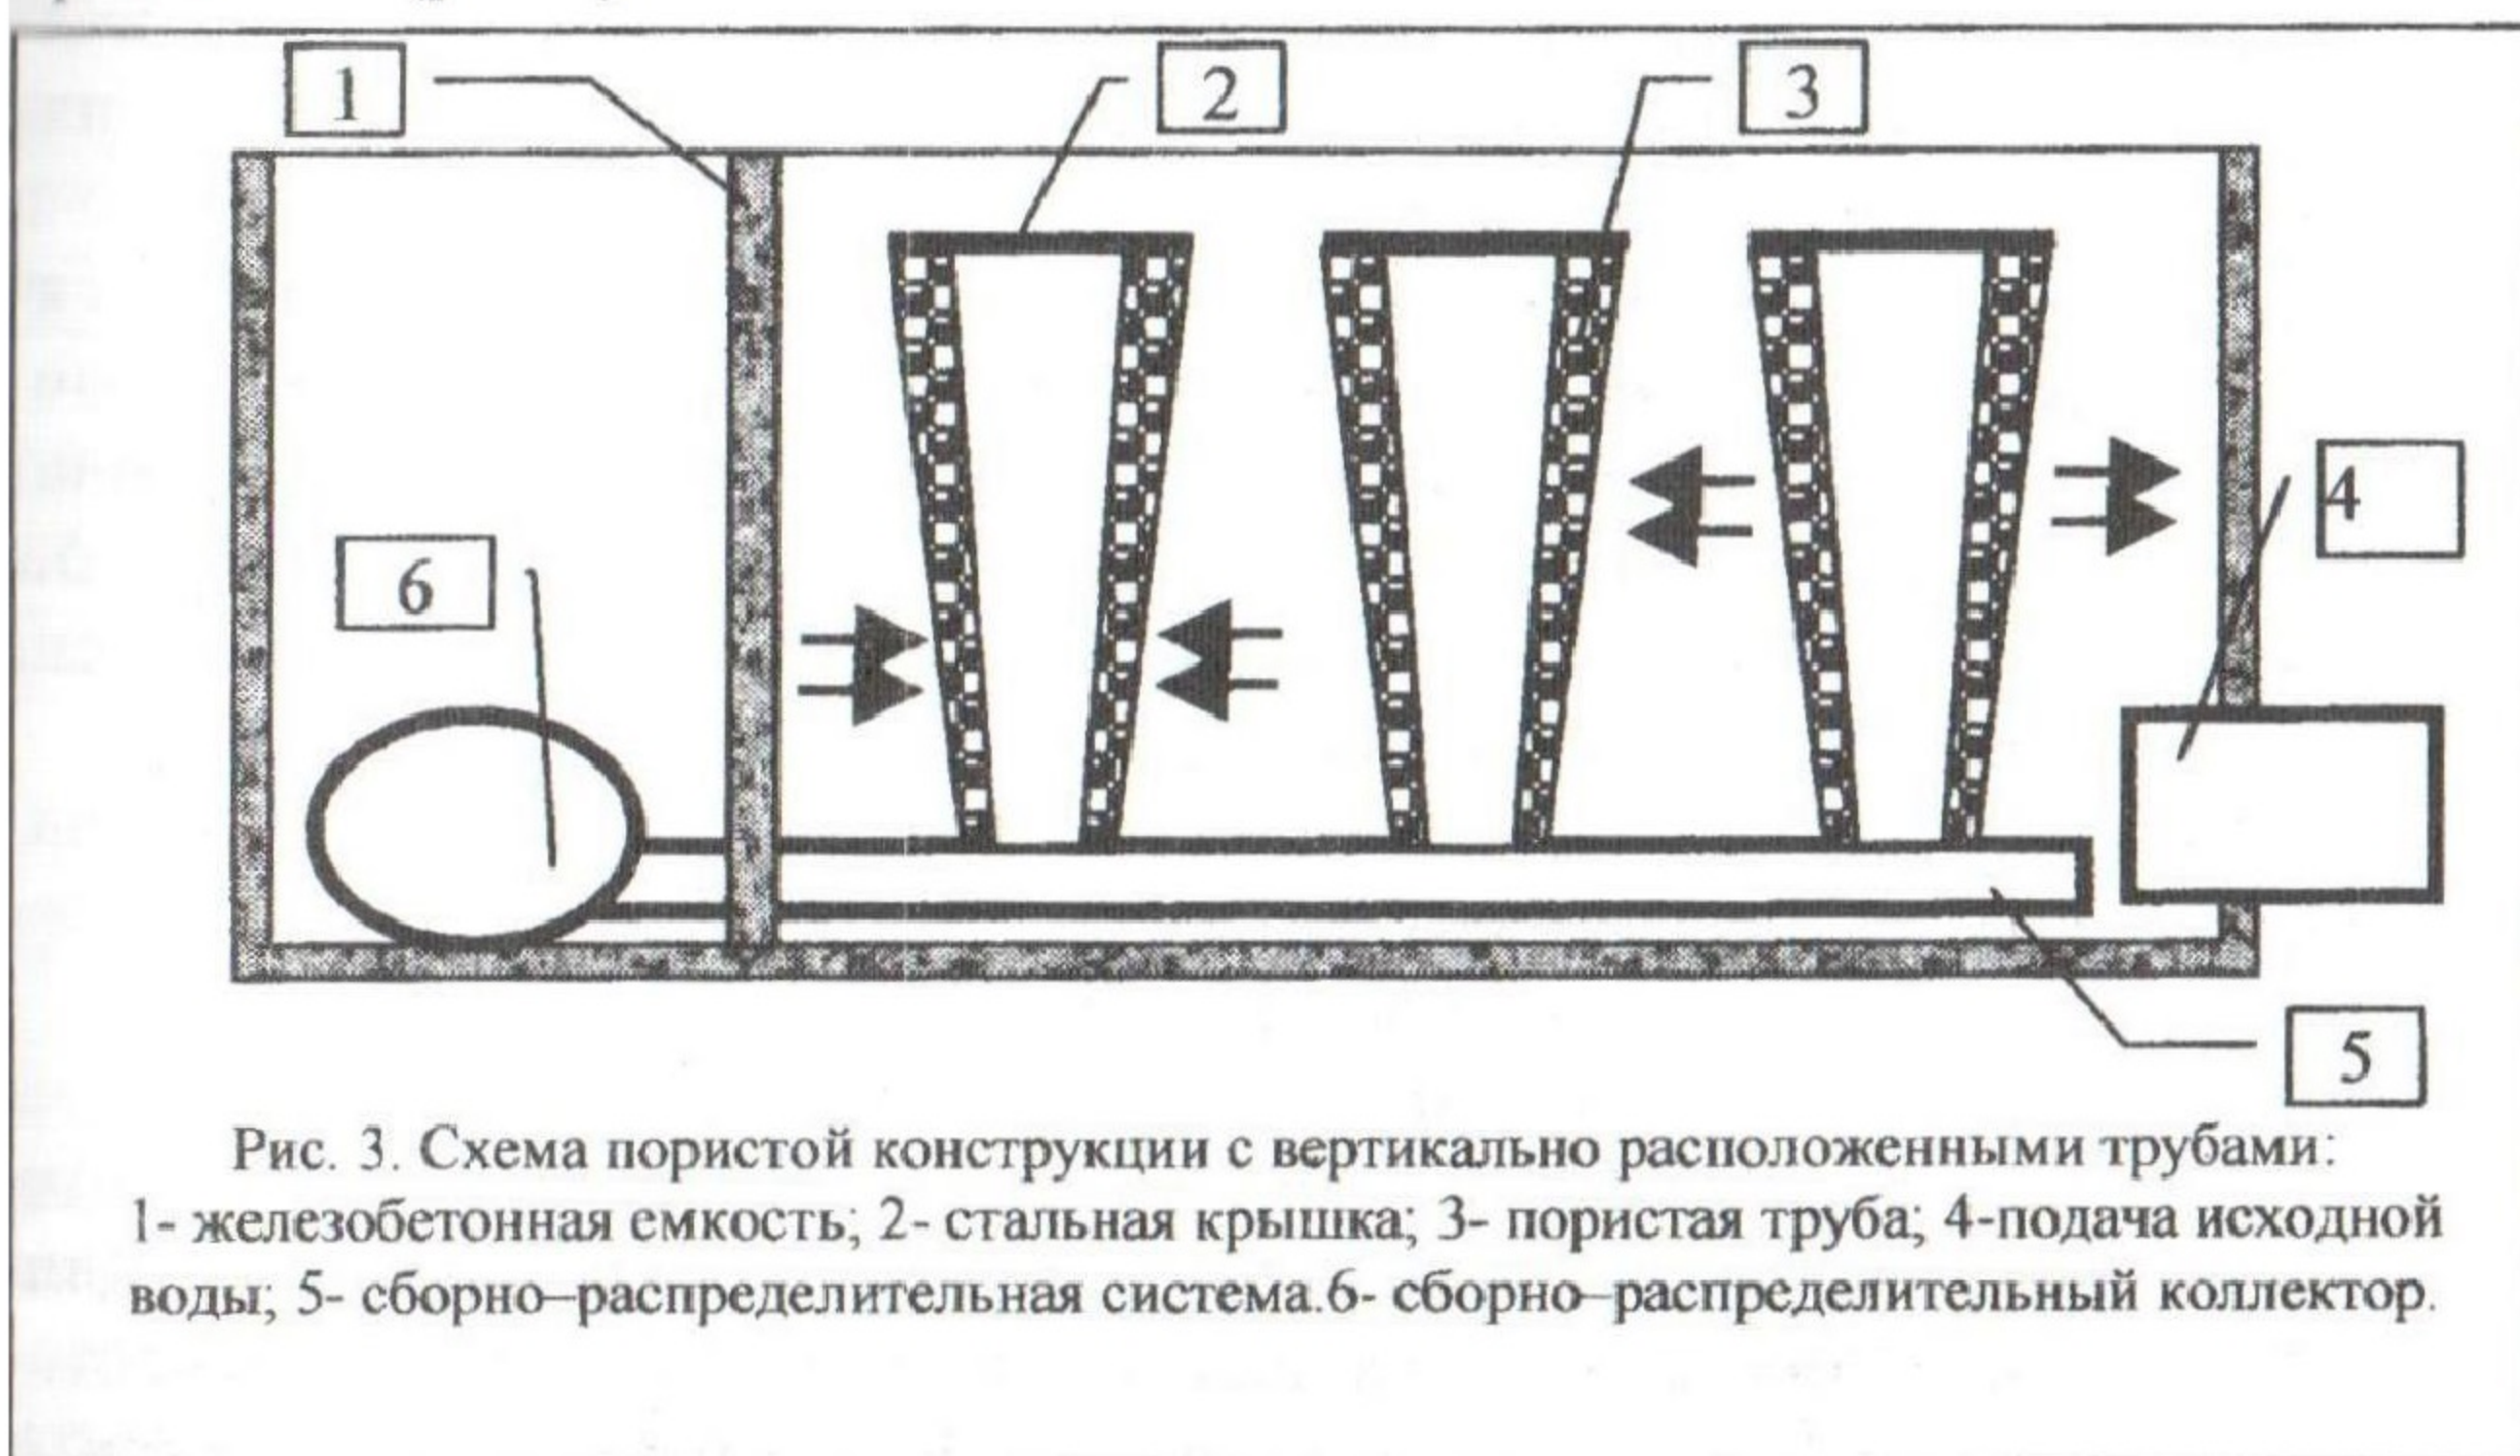 1
2
3
4
6
5
Рис. 3. Схема пористой конструкции с вертикально расположенными трубами:
1- железобетонная емкость; 2- стальная крышка; 3- пористая труба; 4-подача исходной
воды; 5- сборно–распределительная система.6- сборно–распределительный коллектор.